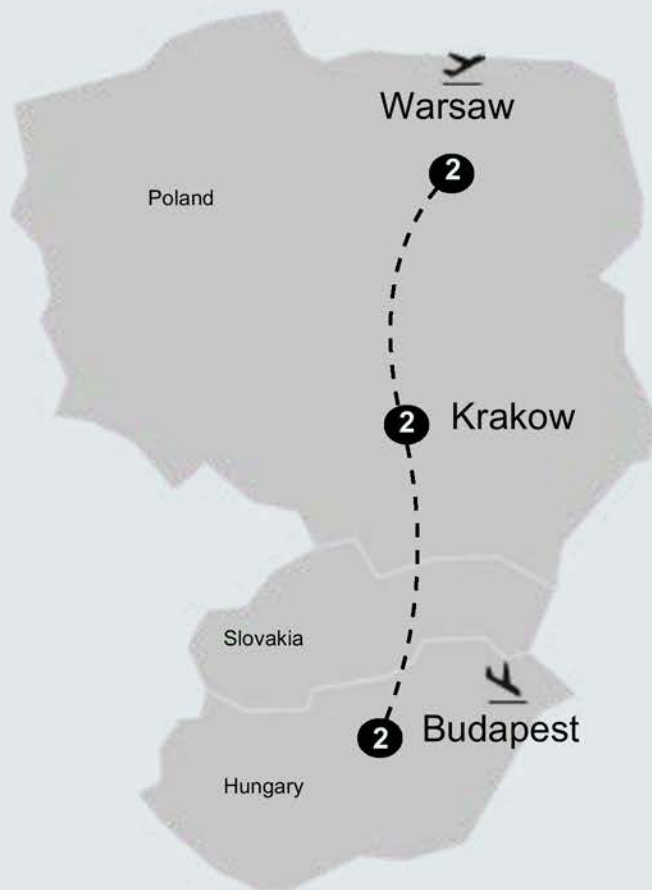 Warsaw
2
Poland
2 Krakow
Slovakia
2 Budapest
Hungary